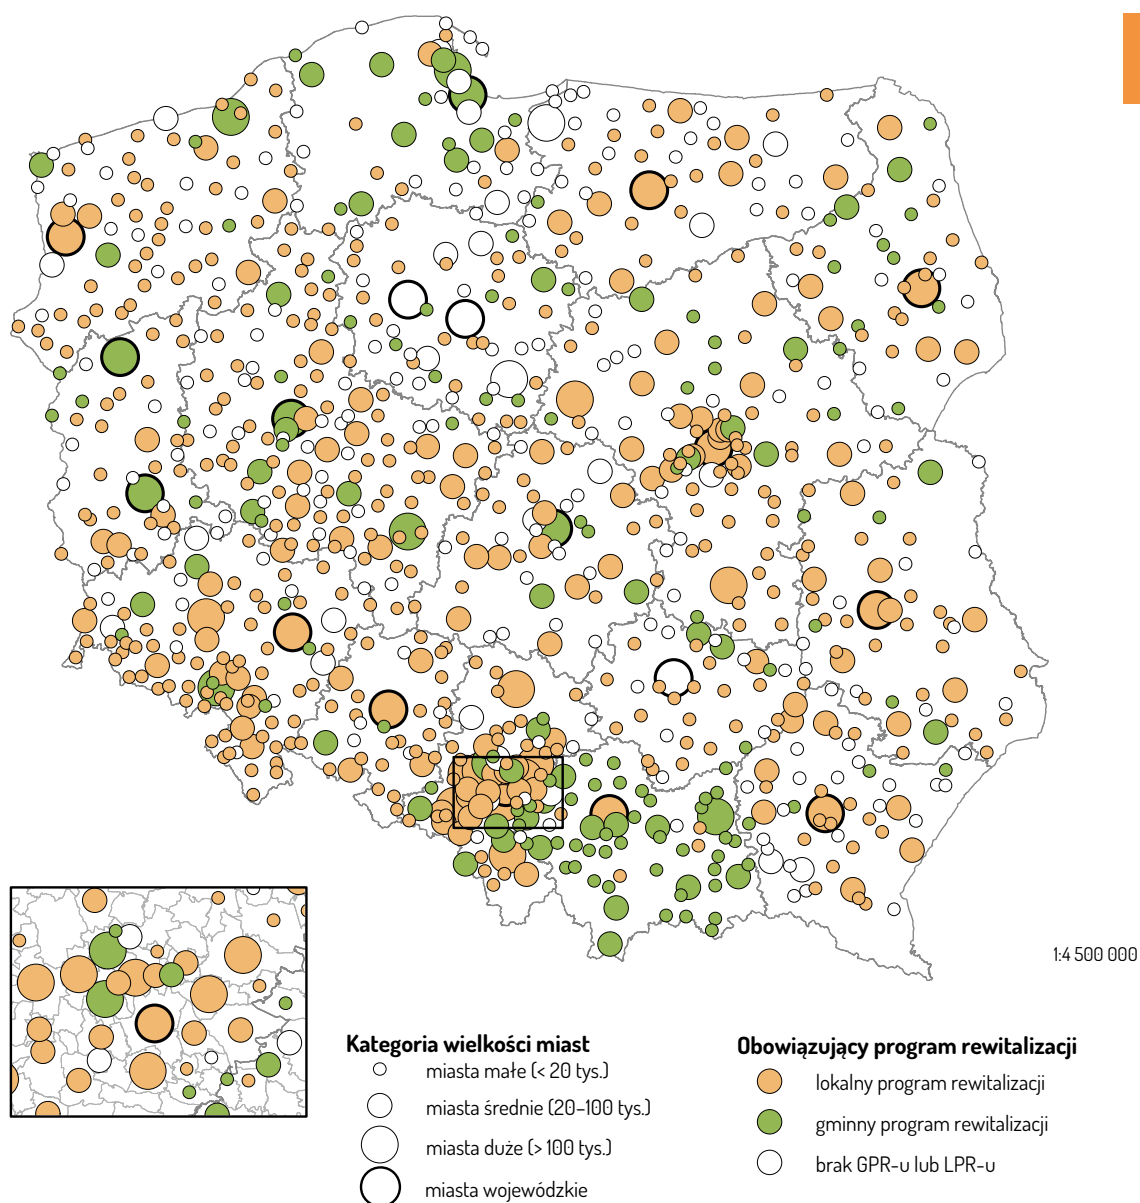 1:4 500 000
Kategoria wielkości miast
miasta małe (< 20 tys.)
miasta średnie (20–100 tys.)
miasta duże (> 100 tys.)
miasta wojewódzkie
Obowiązujący program rewitalizacji
lokalny program rewitalizacji
gminny program rewitalizacji
brak GPR-u lub LPR-u